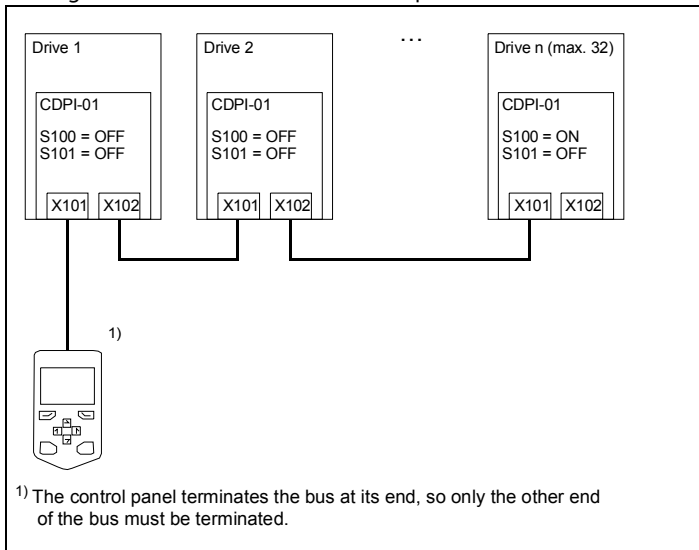 Drive 1
Drive 2
...
Drive n (max. 32)
CDPI-01
S100 = OFF
S101 = OFF
CDPI-01
S100 = OFF
S101 = OFF
CDPI-01
S100 = ON
S101 = OFF
X101 X102
X101 X102
X101 X102
1)
1) The control panel terminates the bus at its end, so only the other end
of the bus must be terminated.